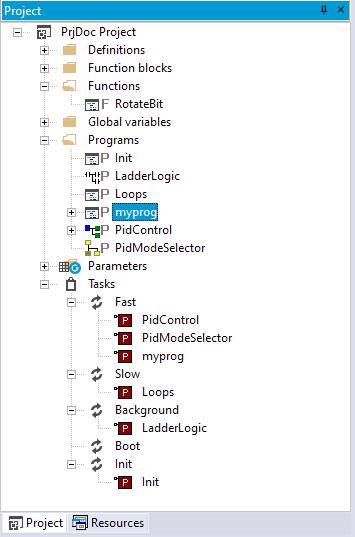 Project
PrjDoc Project
Definitions
Function blocks
Functions
F RotateBit
Global variables
Programs
P Init
P LadderLogic
P Loops
P myprog
P PidControl
P PidModeSelector
Parameters
Tasks
Fast
P PidControl
P PidModeSelector
P myprog
Slow
P Loops
Background
P LadderLogic
Boot
Init
P Init
Project Resources